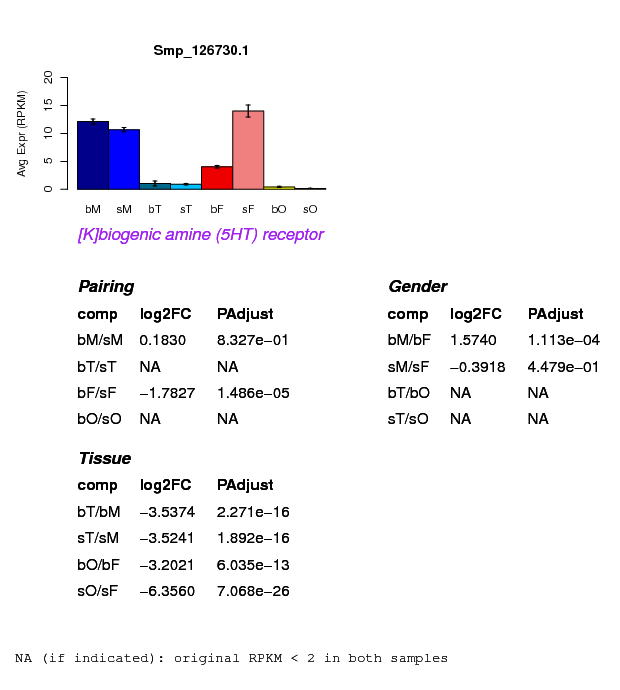 Smp_126730.1
Avg Expr (RPKM)
20
15
10
5
0
bM sM bT sT bF sF bO sO
[K]biogenic amine (5HT) receptor
Pairing
comp log2FC PAdjust
bM/sM 0.1830 8.327e−01
bT/sT NA NA
bF/sF −1.7827 1.486e−05
bO/sO NA NA
Gender
comp log2FC PAdjust
bM/bF 1.5740 1.113e−04
sM/sF −0.3918 4.479e−01
bT/bO NA NA
sT/sO NA NA
Tissue
comp log2FC PAdjust
bT/bM −3.5374 2.271e−16
sT/sM −3.5241 1.892e−16
bO/bF −3.2021 6.035e−13
sO/sF −6.3560 7.068e−26
NA (if indicated): original RPKM < 2 in both samples